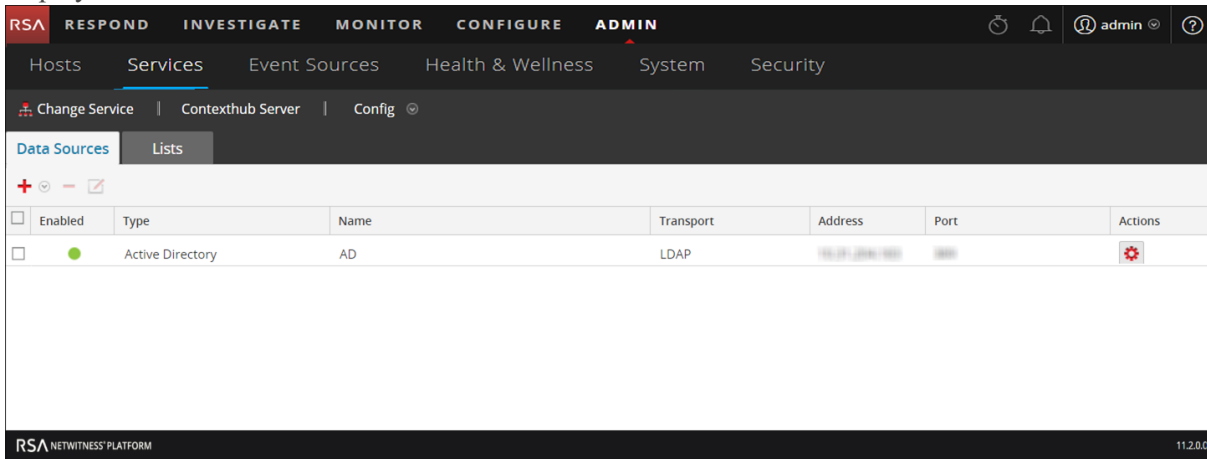 RSA RESPOND INVESTIGATE MONITOR CONFIGURE ADMIN admin ?
Hosts Services Event Sources Health & Wellness System Security
Change Service | Contexthub Server | Config
Data Sources Lists
Enabled Type Name Transport Address Port Actions
Active Directory AD LDAP
RSA NETWITNESS® PLATFORM 11.2.0.0